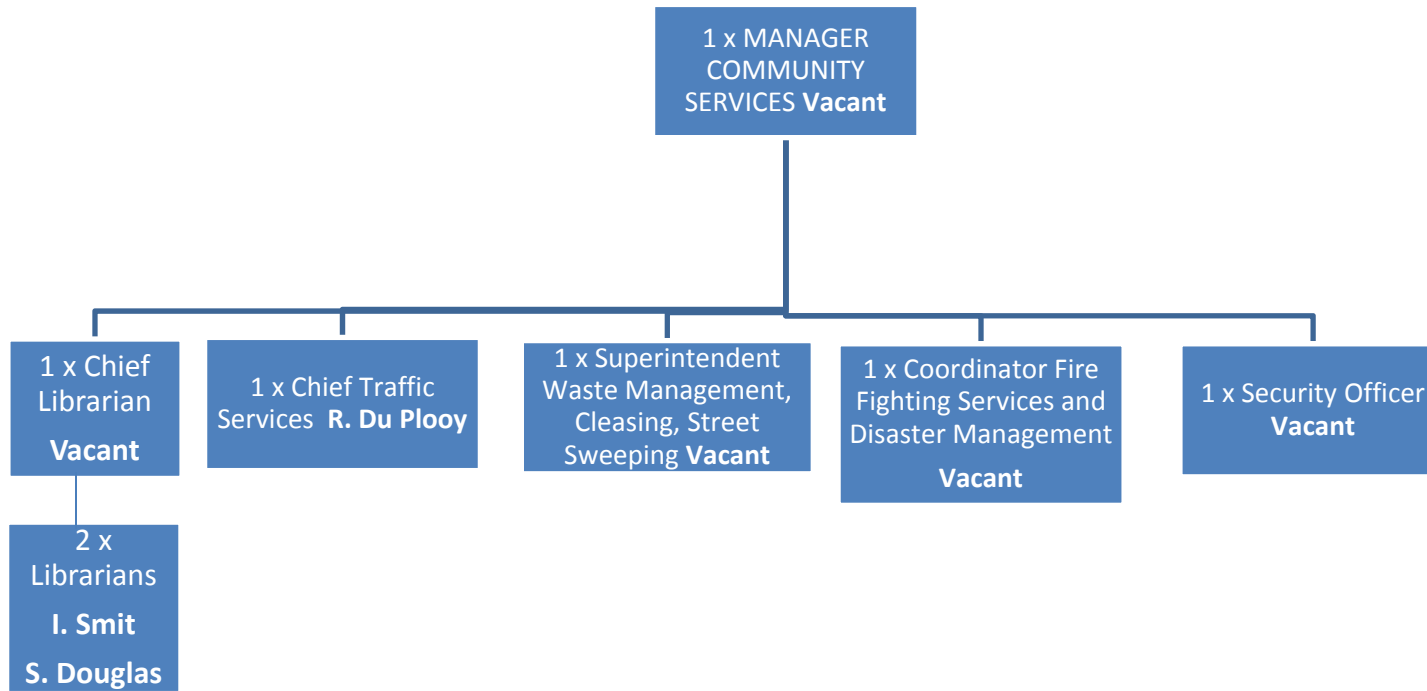 1 x MANAGER
COMMUNITY
SERVICES Vacant
1 x Chief
Librarian
Vacant
1 x Chief Traffic
Services R. Du Plooy
1 x Superintendent
Waste Management,
Cleasing, Street
Sweeping Vacant
1 x Coordinator Fire
Fighting Services and
Disaster Management
Vacant
1 x Security Officer
Vacant
2 x
Librarians
I. Smit
S. Douglas